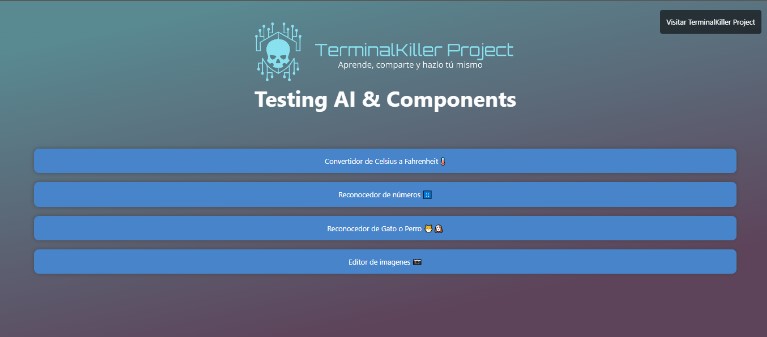 Visitar TerminalKiller Project
TerminalKiller Project
Aprende, comparte y hazlo tú mismo
Testing AI & Components
Convertidor de Celsius a Fahrenheit🌡️
Reconocedor de números 🔢
Reconocedor de Gato o Perro 🐱🐶
Editor de imagenes 📷